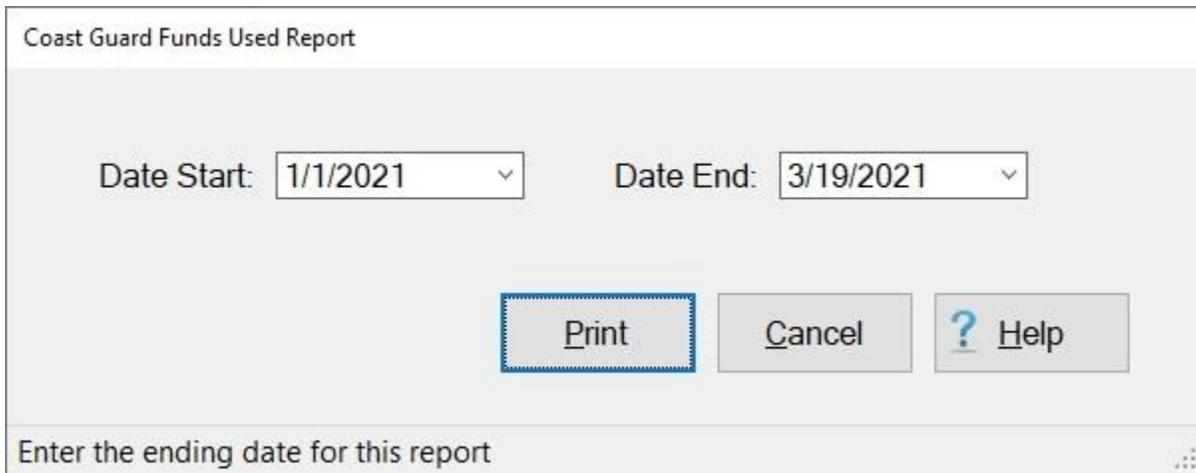 Coast Guard Funds Used Report
Date Start: 1/1/2021 Date End: 3/19/2021
Print Cancel ? Help
Enter the ending date for this report